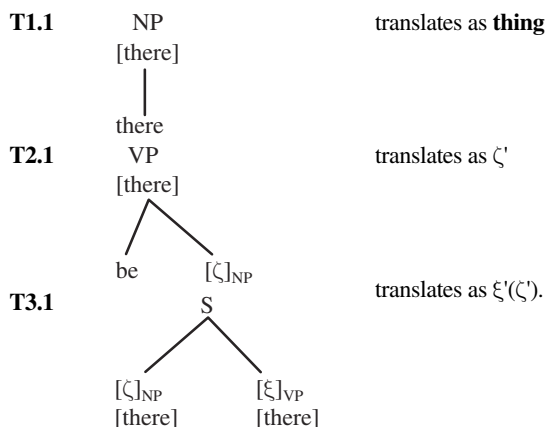 T1.1 NP translates as thing
[there]
there
T2.1 VP translates as ζ'
[there]
be [ζ]NP
translates as ξ'(ζ').
T3.1 S
[ζ]NP [ξ]VP
[there] [there]